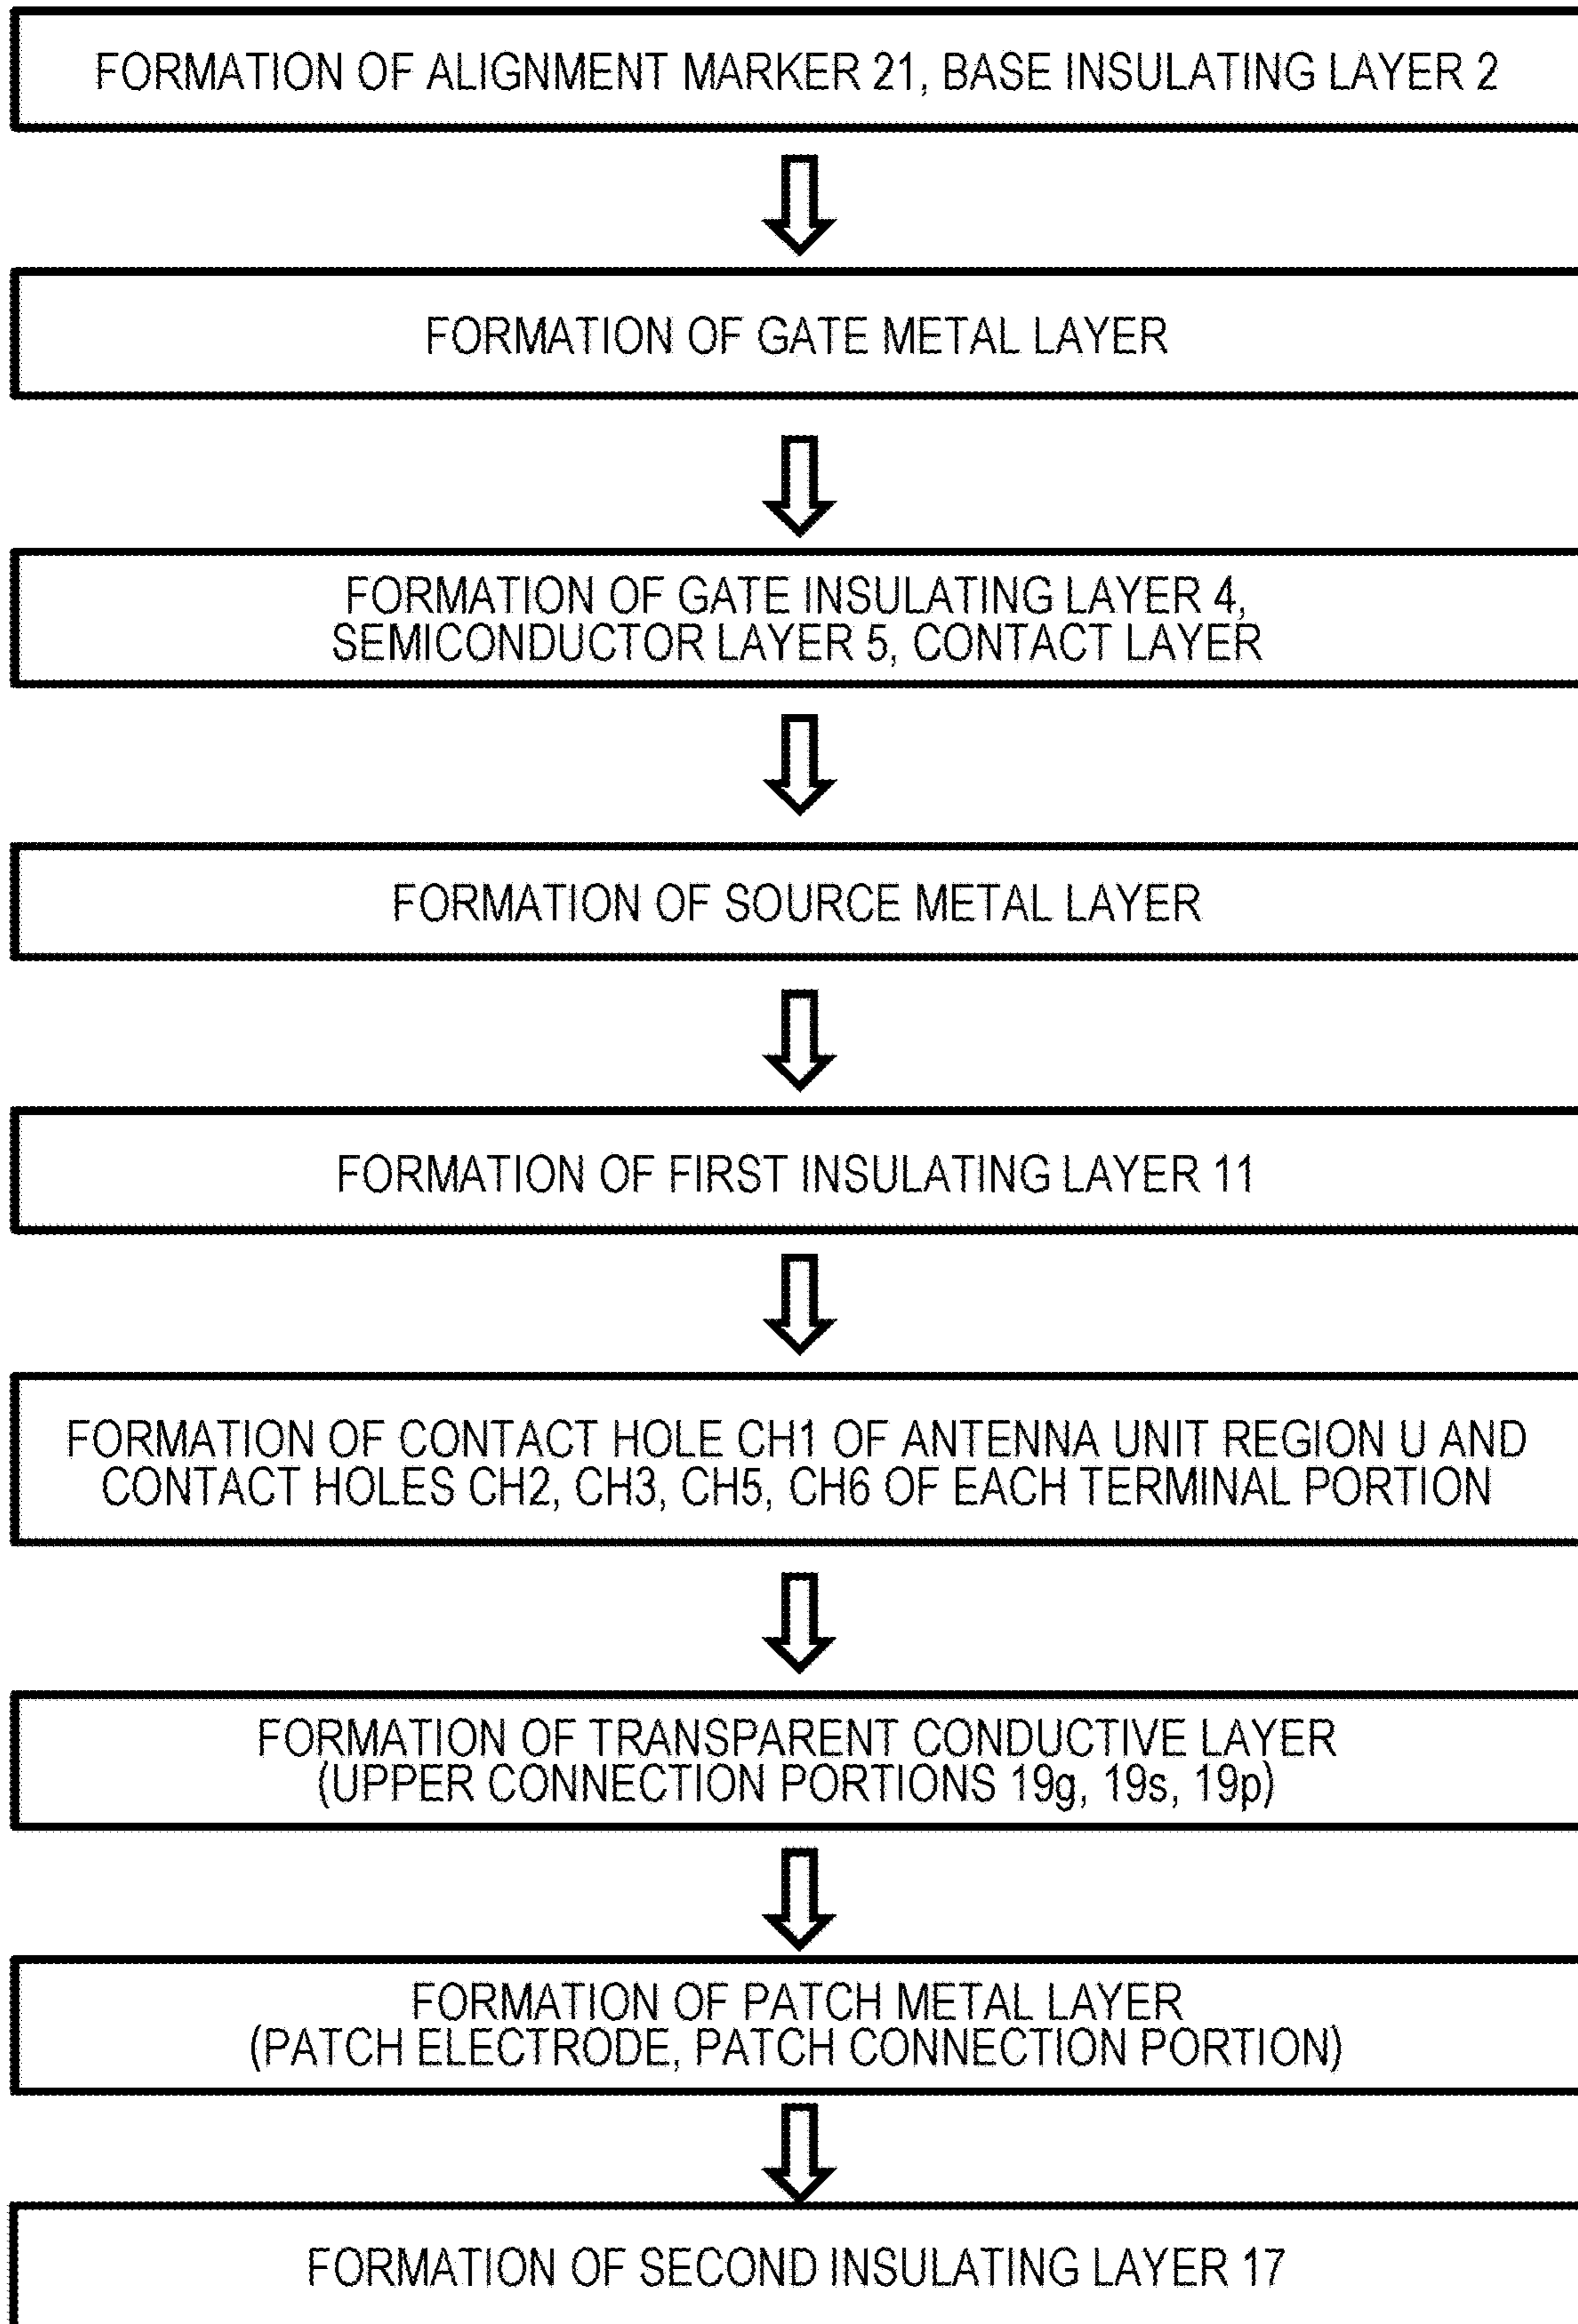 FORMATION OF ALIGNMENT MARKER 21, BASE INSULATING LAYER 2
FORMATION OF GATE METAL LAYER
FORMATION OF GATE INSULATING LAYER 4,
SEMICONDUCTOR LAYER 5, CONTACT LAYER
FORMATION OF SOURCE METAL LAYER
FORMATION OF FIRST INSULATING LAYER 11
FORMATION OF CONTACT HOLE CH1 OF ANTENNA UNIT REGION U AND
CONTACT HOLES CH2, CH3, CH5, CH6 OF EACH TERMINAL PORTION
FORMATION OF TRANSPARENT CONDUCTIVE LAYER
(UPPER CONNECTION PORTIONS 19g, 19s, 19p)
FORMATION OF PATCH METAL LAYER
(PATCH ELECTRODE, PATCH CONNECTION PORTION)
FORMATION OF SECOND INSULATING LAYER 17